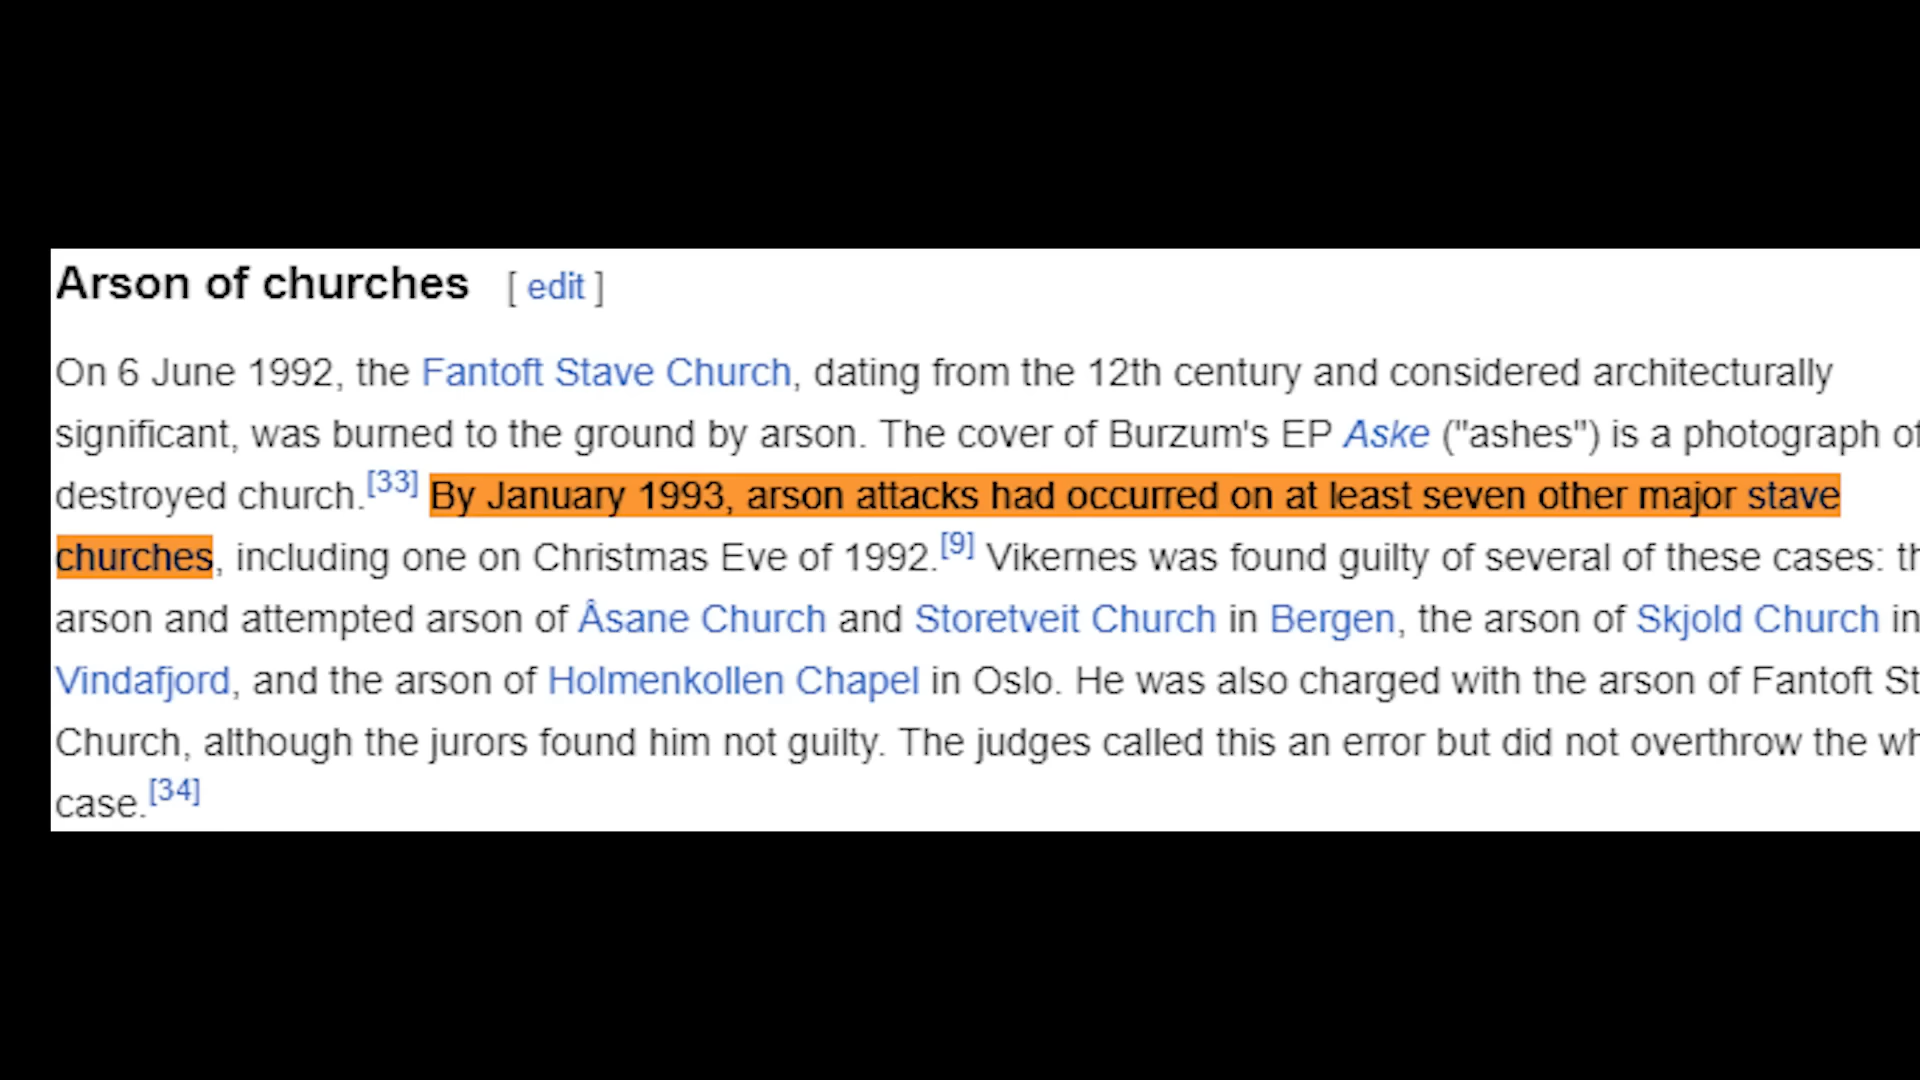 Arson of churches [ edit ]
On 6 June 1992, the Fantoft Stave Church, dating from the 12th century and considered architecturally
significant, was burned to the ground by arson. The cover of Burzum's EP Aske ("ashes") is a photograph of
destroyed church.[33] By January 1993, arson attacks had occurred on at least seven other major stave
churches, including one on Christmas Eve of 1992.[9] Vikernes was found guilty of several of these cases:
arson and attempted arson of Åsane Church and Storetveit Church in Bergen, the arson of Skjold Church in
Vindafjord, and the arson of Holmenkollen Chapel in Oslo. He was also charged with the arson of Fantoft
Church, although the jurors found him not guilty. The judges called this an error but did not overthrow the
case.[34]